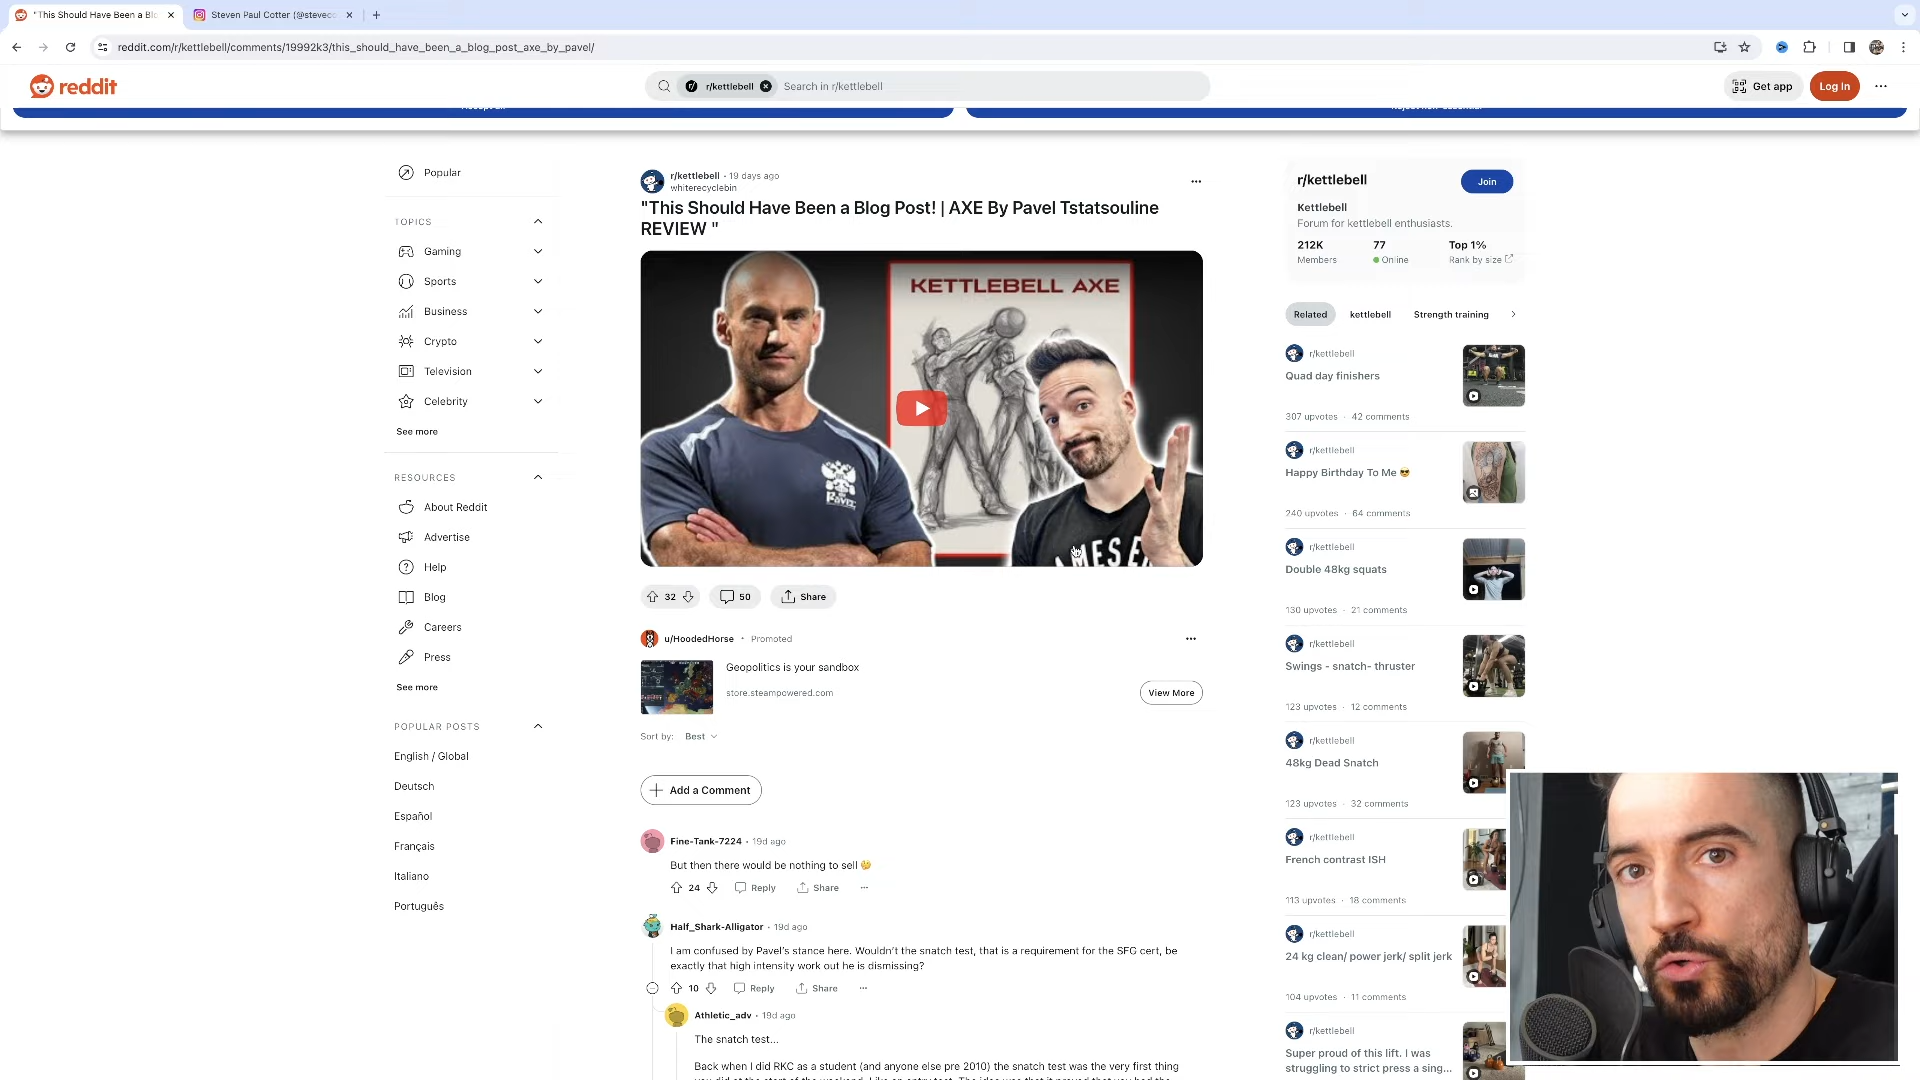 "This Should Have Been a Blo
Steven Paul Cotter (@steveco
reddit.com/r/kettlebell/comments/19992k3/this_should_have_been_a_blog_post_axe_by_pavel/
reddit
r/kettlebell
Search in r/kettlebell
Get app
Log In
Popular
TOPICS
Gaming
Sports
Business
Crypto
Television
Celebrity
See more
RESOURCES
About Reddit
Advertise
Help
Blog
Careers
Press
See more
POPULAR POSTS
English / Global
Deutsch
Español
Français
Italiano
Português
r/kettlebell · 19 days ago
whiterecyclebin
"This Should Have Been a Blog Post! | AXE By Pavel Tstatsouline
REVIEW "
KETTLEBELL AXE
PAVEL
32
50
Share
u/HoodedHorse • Promoted
Geopolitics is your sandbox
store.steampowered.com
View More
Sort by: Best
Add a Comment
Fine-Tank-7224 · 19d ago
But then there would be nothing to sell 🤔
24 Reply Share
Half_Shark-Alligator · 19d ago
I am confused by Pavel's stance here. Wouldn't the snatch test, that is a requirement for the SFG cert, be
exactly that high intensity work out he is dismissing?
10 Reply Share
Athletic_adv · 19d ago
The snatch test...
Back when I did RKC as a student (and anyone else pre 2010) the snatch test was the very first thing
r/kettlebell
Join
Kettlebell
Forum for kettlebell enthusiasts.
212K 77 Top 1%
Members Online Rank by size
Related kettlebell Strength training
r/kettlebell
Quad day finishers
307 upvotes · 42 comments
r/kettlebell
Happy Birthday To Me 😎
240 upvotes · 64 comments
r/kettlebell
Double 48kg squats
130 upvotes · 21 comments
r/kettlebell
Swings - snatch- thruster
123 upvotes · 12 comments
r/kettlebell
48kg Dead Snatch
123 upvotes · 32 comments
r/kettlebell
French contrast ISH
113 upvotes · 18 comments
r/kettlebell
24 kg clean/ power jerk/ split jerk
104 upvotes · 11 comments
r/kettlebell
Super proud of this lift. I was
struggling to strict press a sing...